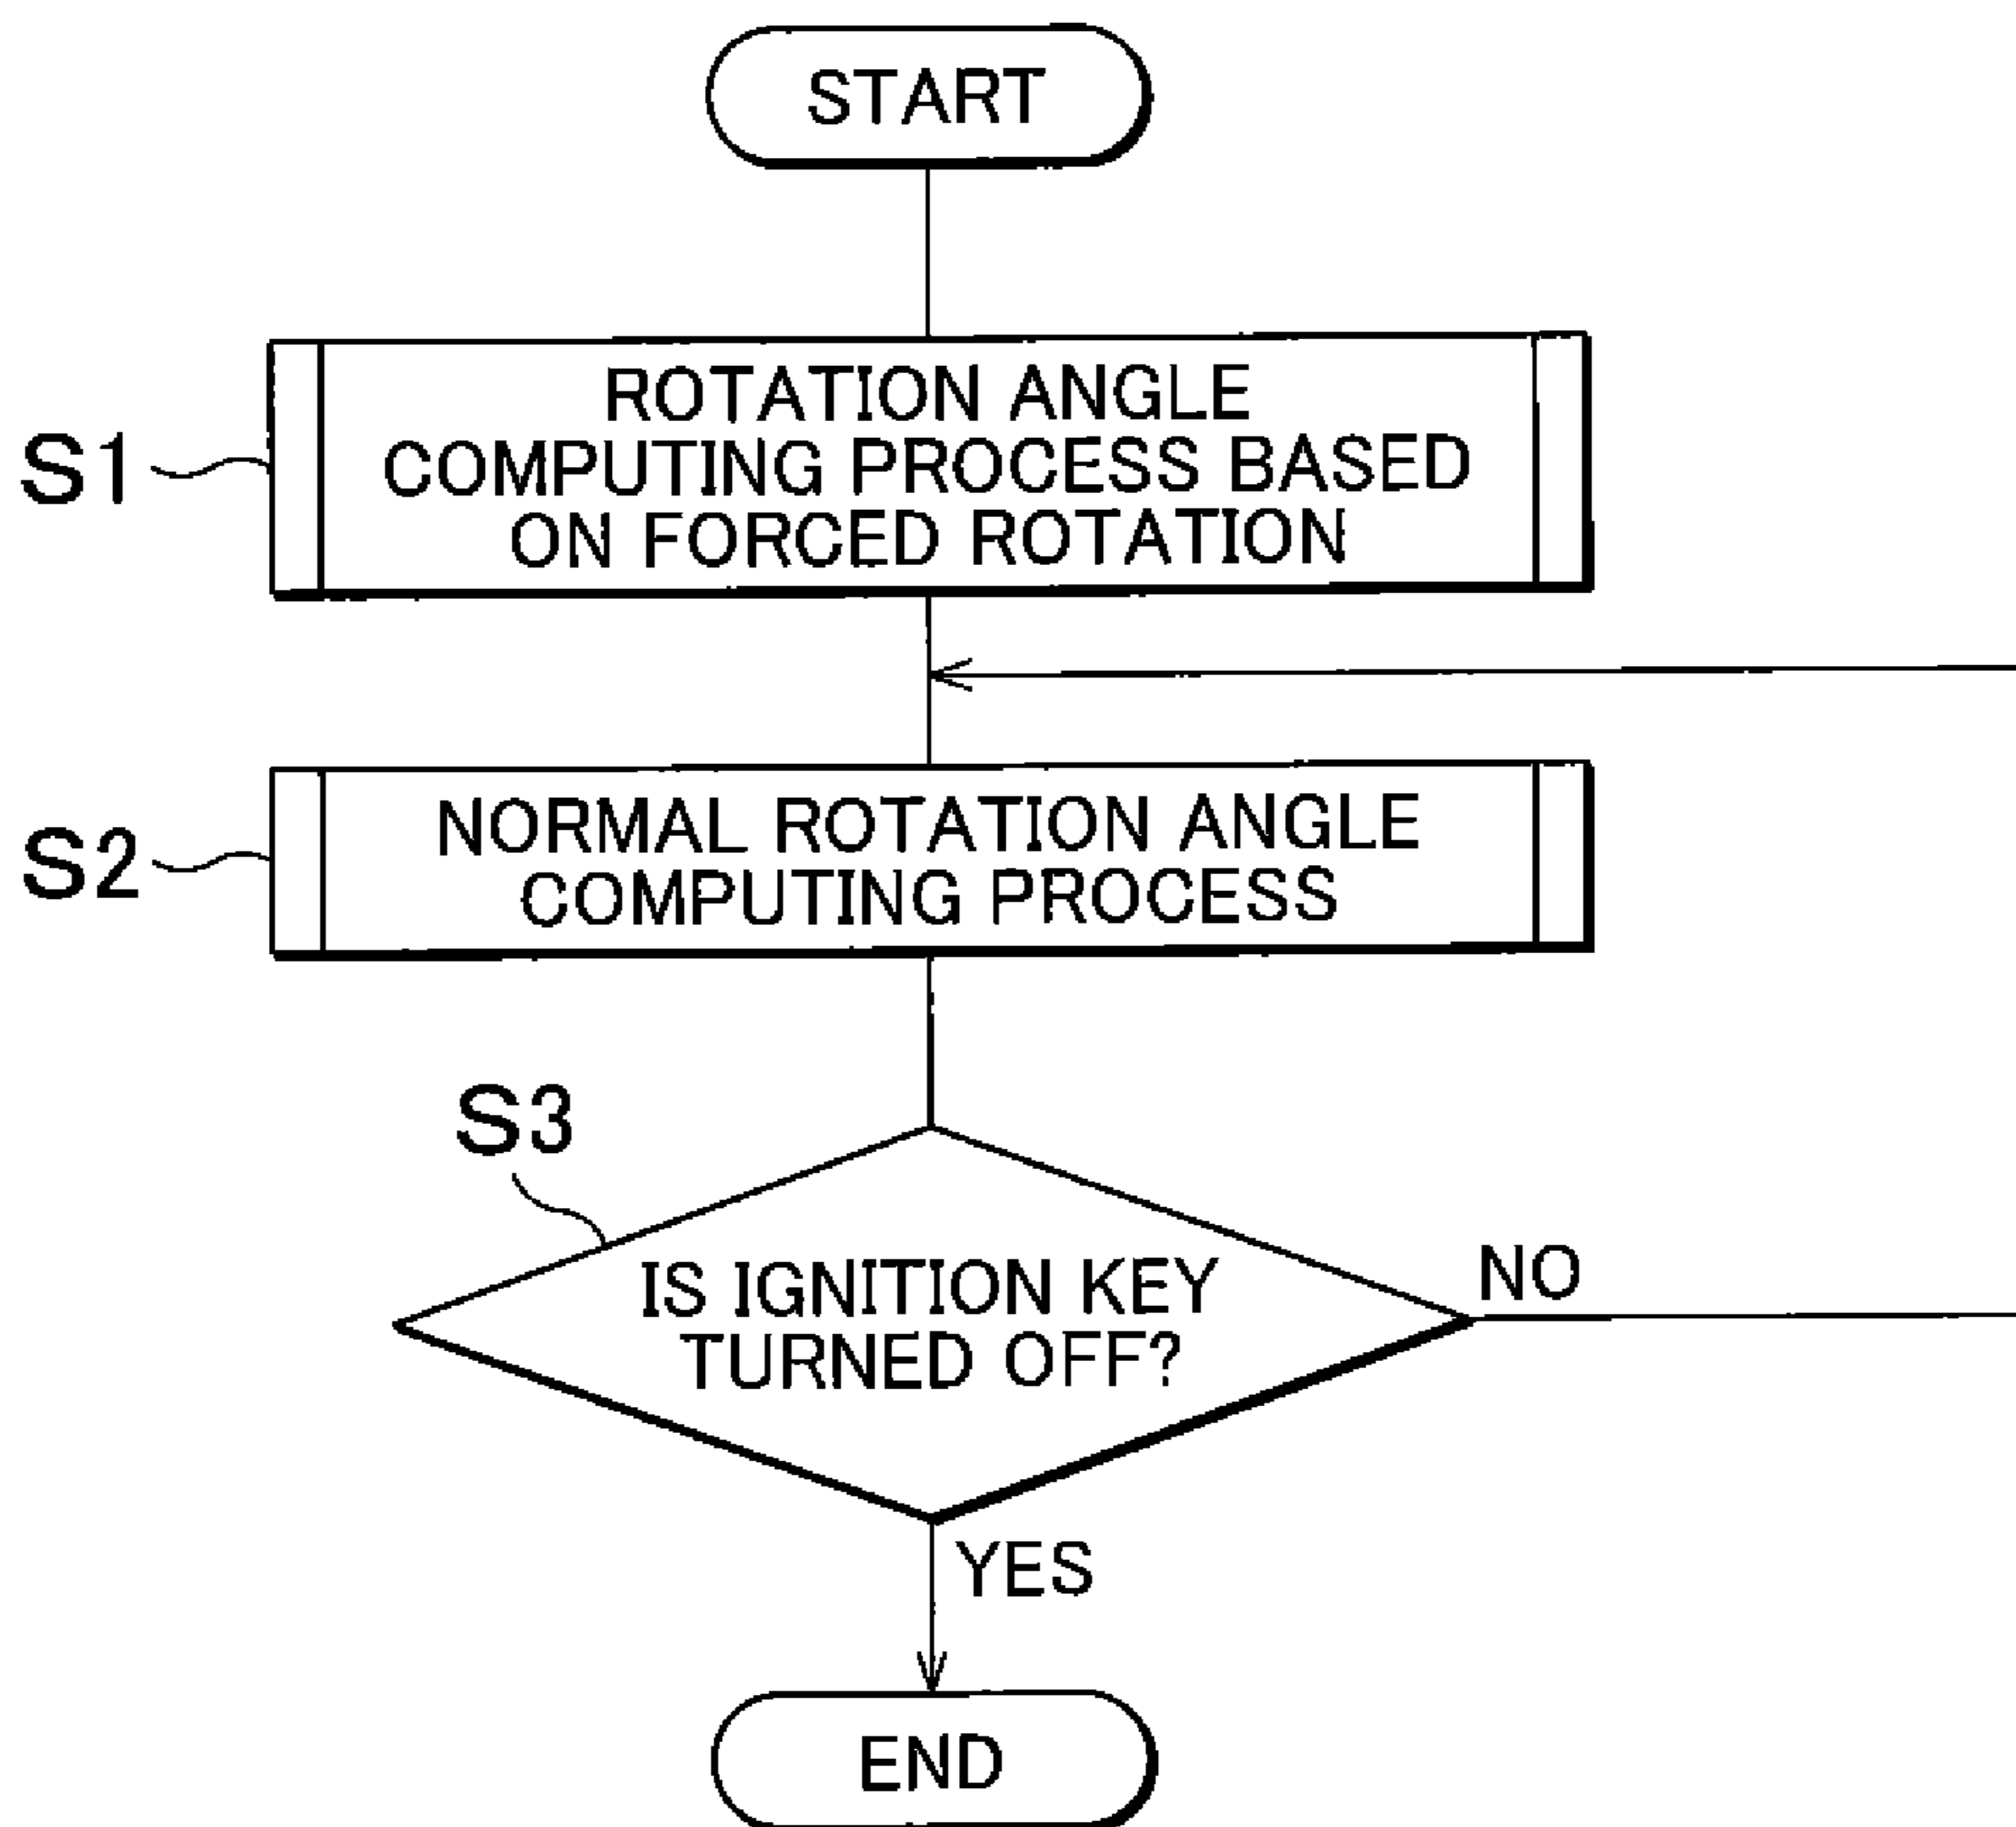 START
S1
ROTATION ANGLE
COMPUTING PROCESS BASED
ON FORCED ROTATION
S2
NORMAL ROTATION ANGLE
COMPUTING PROCESS
S3
IS IGNITION KEY
TURNED OFF?
NO
YES
END